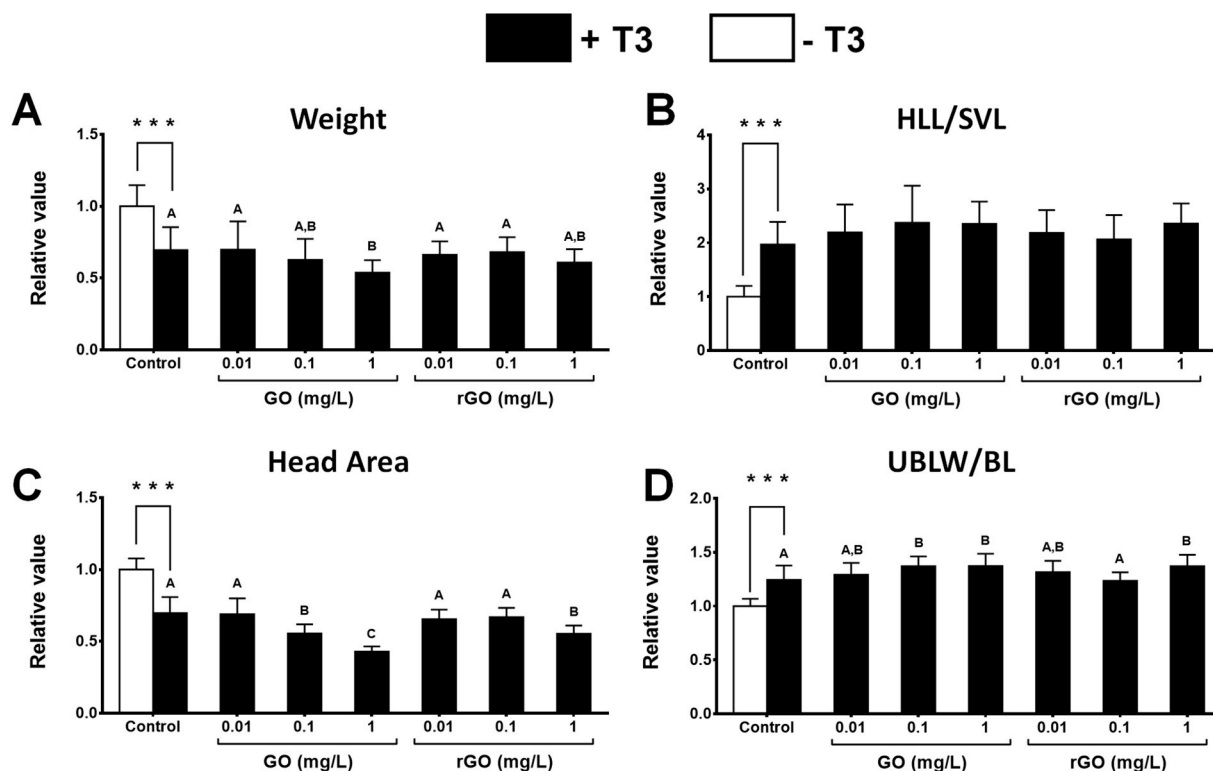 + T3 - T3
A Weight
* * *
Relative value
1.5
1.0
0.5
0.0
A A A,B B A A A,B
Control 0.01 0.1 1 0.01 0.1 1
GO (mg/L) rGO (mg/L)
B HLL/SVL
* * *
Relative value
4
3
2
1
0
Control 0.01 0.1 1 0.01 0.1 1
GO (mg/L) rGO (mg/L)
C Head Area
* * *
Relative value
1.5
1.0
0.5
0.0
A A B C A A B
Control 0.01 0.1 1 0.01 0.1 1
GO (mg/L) rGO (mg/L)
D UBLW/BL
* * *
Relative value
2.0
1.5
1.0
0.5
0.0
A A,B B B A,B A B
Control 0.01 0.1 1 0.01 0.1 1
GO (mg/L) rGO (mg/L)